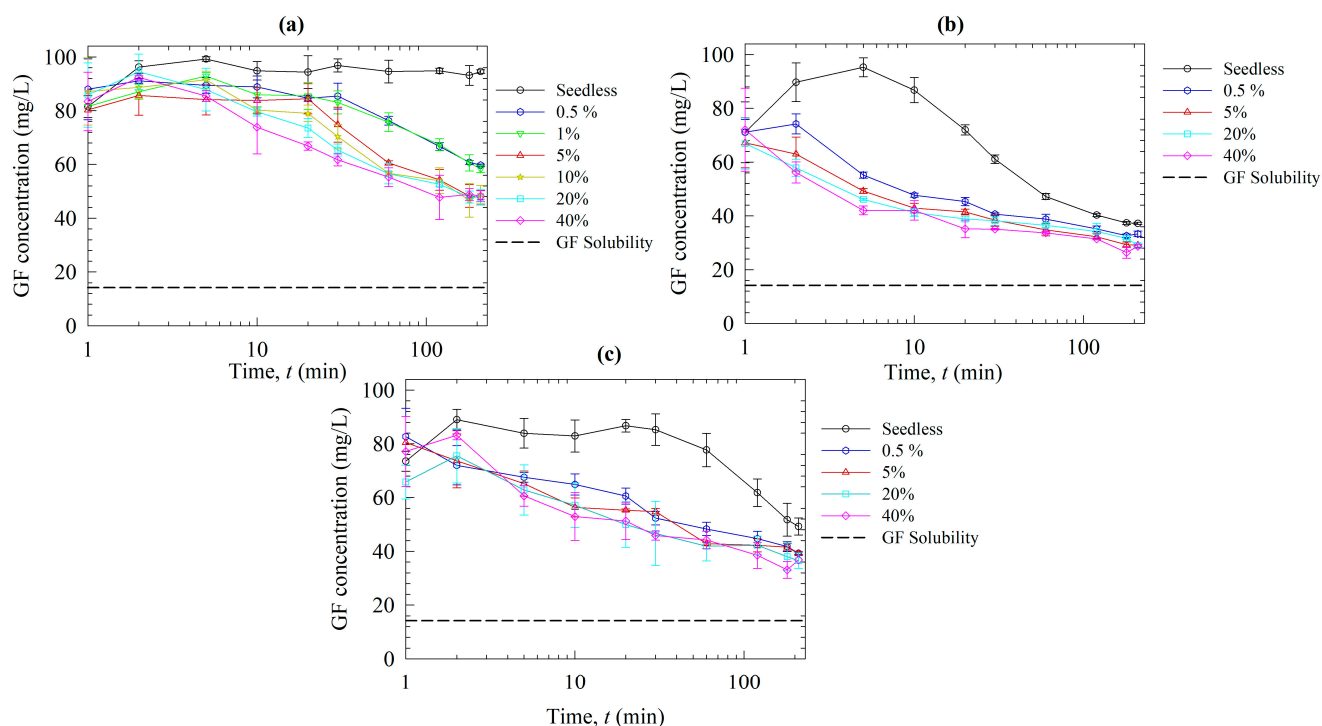 (a)
GF concentration (mg/L)
100
80
60
40
20
0
1
10
100
Time, t (min)
Seedless
0.5 %
1%
5%
10%
20%
40%
GF Solubility
(b)
GF concentration (mg/L)
100
80
60
40
20
0
1
10
100
Time, t (min)
Seedless
0.5 %
5%
20%
40%
GF Solubility
(c)
GF concentration (mg/L)
100
80
60
40
20
0
1
10
100
Time, t (min)
Seedless
0.5 %
5%
20%
40%
GF Solubility